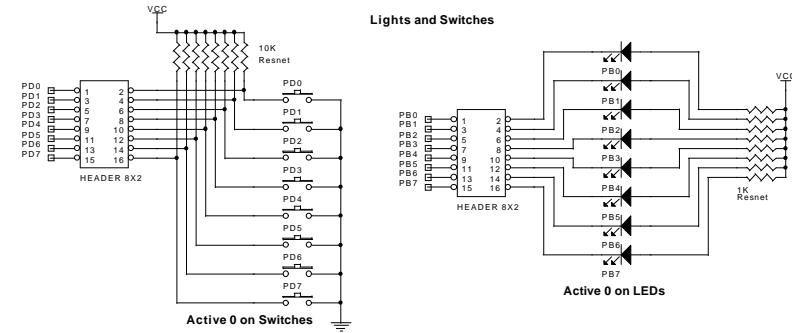 Lights and Switches
VCC
10K
Resnet
PD0
PD1
PD2
PD3
PD4
PD5
PD6
PD7
1 2
3 4
5 6
7 8
9 10
11 12
13 14
15 16
HEADER 8X2
PD0
PD1
PD2
PD3
PD4
PD5
PD6
PD7
Active 0 on Switches
PB0
PB1
PB2
PB3
PB4
PB5
PB6
PB7
1 2
3 4
5 6
7 8
9 10
11 12
13 14
15 16
HEADER 8X2
PB0
PB1
PB2
PB3
PB4
PB5
PB6
PB7
VCC
1K
Resnet
Active 0 on LEDs